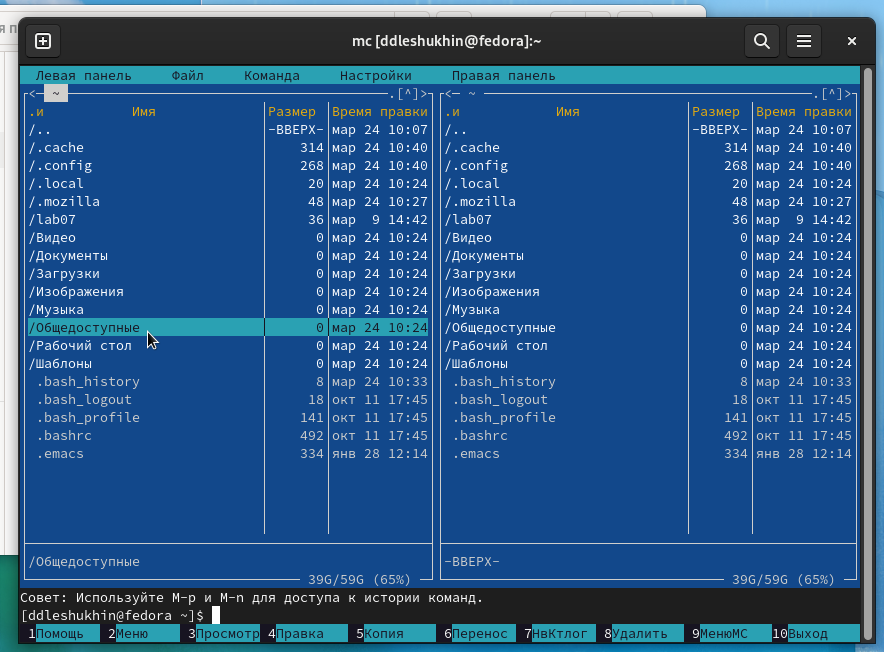 mc [ddleshukhin@fedora]:~
Левая панель Файл Команда Настройки Правая панель
<— ~ .[^]> <— ~ .[^]>
.и Имя Размер Время правки .и Имя Размер Время правки
/.. -ВВЕРХ- мар 24 10:07 /.. -ВВЕРХ- мар 24 10:07
/.cache 314 мар 24 10:40 /.cache 314 мар 24 10:40
/.config 268 мар 24 10:40 /.config 268 мар 24 10:40
/.local 20 мар 24 10:24 /.local 20 мар 24 10:24
/.mozilla 48 мар 24 10:27 /.mozilla 48 мар 24 10:27
/lab07 36 мар 9 14:42 /lab07 36 мар 9 14:42
/Видео 0 мар 24 10:24 /Видео 0 мар 24 10:24
/Документы 0 мар 24 10:24 /Документы 0 мар 24 10:24
/Загрузки 0 мар 24 10:24 /Загрузки 0 мар 24 10:24
/Изображения 0 мар 24 10:24 /Изображения 0 мар 24 10:24
/Музыка 0 мар 24 10:24 /Музыка 0 мар 24 10:24
/Общедоступные 0 мар 24 10:24 /Общедоступные 0 мар 24 10:24
/Рабочий стол 0 мар 24 10:24 /Рабочий стол 0 мар 24 10:24
/Шаблоны 0 мар 24 10:24 /Шаблоны 0 мар 24 10:24
.bash_history 8 мар 24 10:33 .bash_history 8 мар 24 10:33
.bash_logout 18 окт 11 17:45 .bash_logout 18 окт 11 17:45
.bash_profile 141 окт 11 17:45 .bash_profile 141 окт 11 17:45
.bashrc 492 окт 11 17:45 .bashrc 492 окт 11 17:45
.emacs 334 янв 28 12:14 .emacs 334 янв 28 12:14
/Общедоступные -ВВЕРХ-
39G/59G (65%) 39G/59G (65%)
Совет: Используйте M-p и M-n для доступа к истории команд.
[ddleshukhin@fedora ~]$
1Помощь 2Меню 3Просмотр 4Правка 5Копия 6Перенос 7НвКтлог 8Удалить 9МенюMC 10Выход